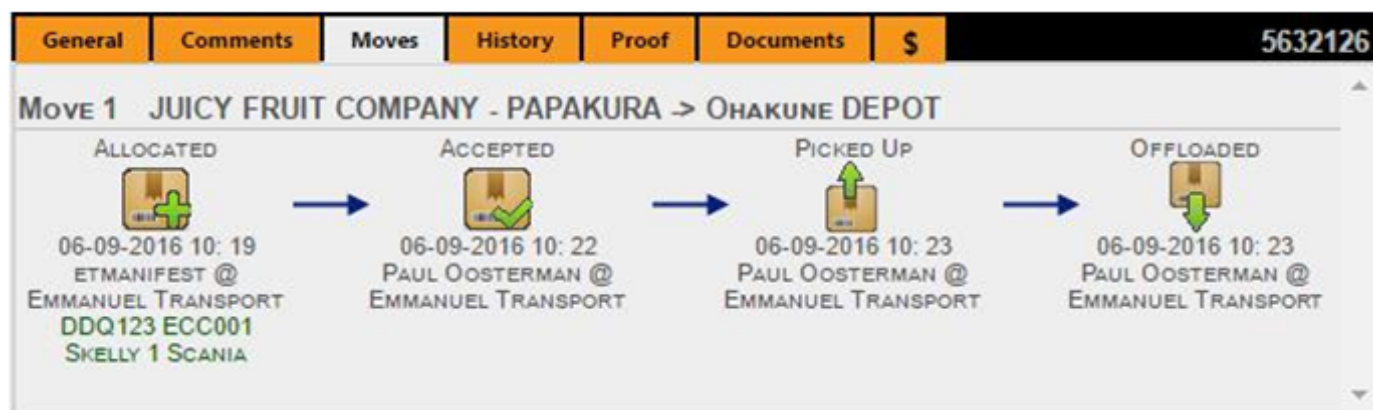 General Comments Moves History Proof Documents $ 5632126
MOVE 1 JUICY FRUIT COMPANY - PAPAKURA -> OHAKUNE DEPOT
ALLOCATED ACCEPTED PICKED UP OFFLOADED
06-09-2016 10: 19 06-09-2016 10: 22 06-09-2016 10: 23 06-09-2016 10: 23
ETMANIFEST @ PAUL OOSTERMAN @ PAUL OOSTERMAN @ PAUL OOSTERMAN @
EMMANUEL TRANSPORT EMMANUEL TRANSPORT EMMANUEL TRANSPORT EMMANUEL TRANSPORT
DDQ123 ECC001
SKELLY 1 SCANIA